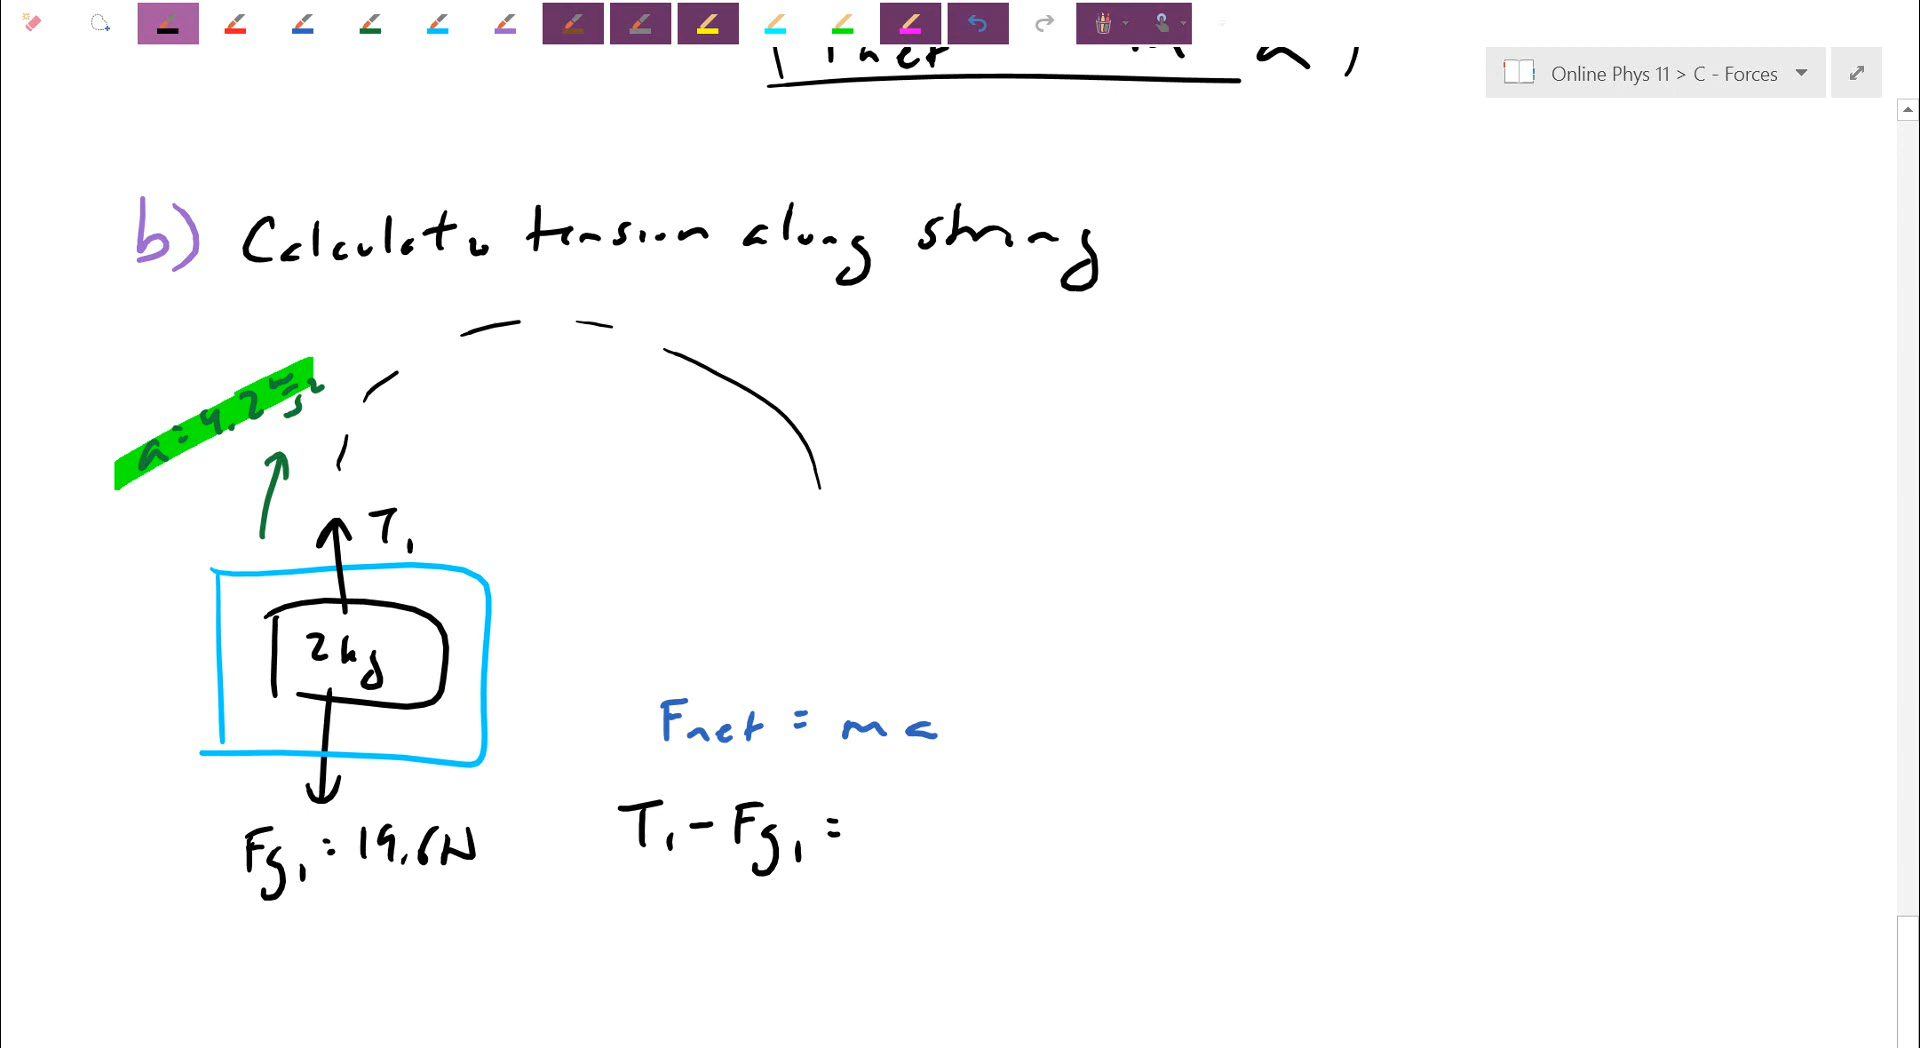 Fnet m a,
Online Phys 11 > C - Forces
b) Calculate tension along string
a = 4.2 m/s²
T₁
2kg
Fnet = ma
T₁ - Fg₁ =
Fg₁ = 19.6N